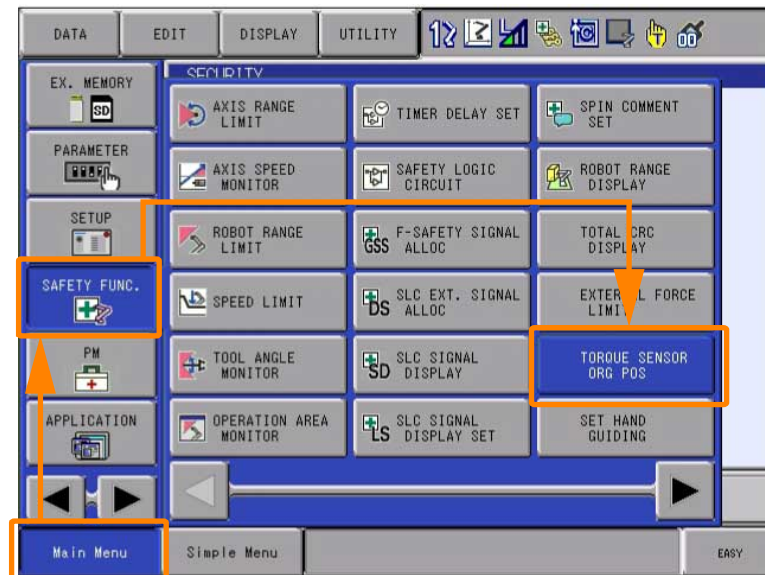 DATA
EDIT
DISPLAY
UTILITY
EX. MEMORY
SD
PARAMETER
SETUP
SAFETY FUNC.
PM
APPLICATION
SECURITY
AXIS RANGE
LIMIT
TIMER DELAY SET
SPIN COMMENT
SET
AXIS SPEED
MONITOR
SAFETY LOGIC
CIRCUIT
ROBOT RANGE
DISPLAY
ROBOT RANGE
LIMIT
GSS
F-SAFETY SIGNAL
ALLOC
TOTAL CRC
DISPLAY
SPEED LIMIT
DS
SLC EXT. SIGNAL
ALLOC
EXTERNAL FORCE
LIMIT
TOOL ANGLE
MONITOR
SD
SLC SIGNAL
DISPLAY
TORQUE SENSOR
ORG POS
OPERATION AREA
MONITOR
LS
SLC SIGNAL
DISPLAY SET
SET HAND
GUIDING
Main Menu
Simple Menu
EASY